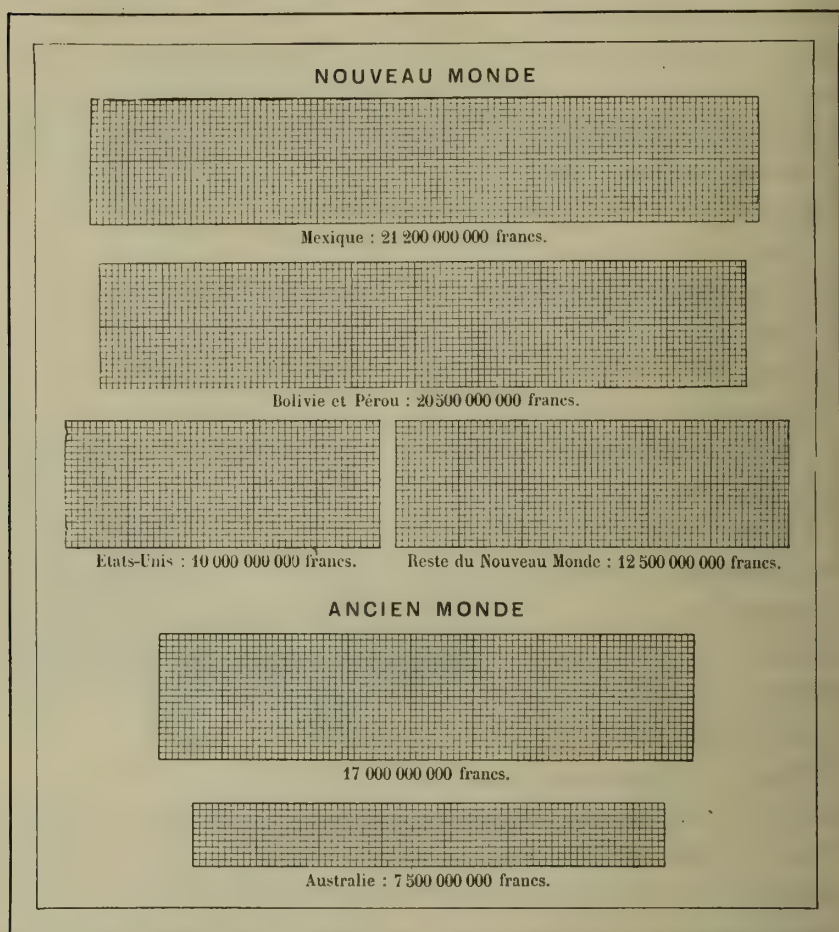 NOUVEAU MONDE
Mexique : 21 200 000 000 francs.
Bolivie et Pérou : 20 500 000 000 francs.
Etats-Unis : 10 000 000 000 francs.
Reste du Nouveau Monde : 12 500 000 000 francs.
ANCIEN MONDE
17 000 000 000 francs.
Australie : 7 500 000 000 francs.